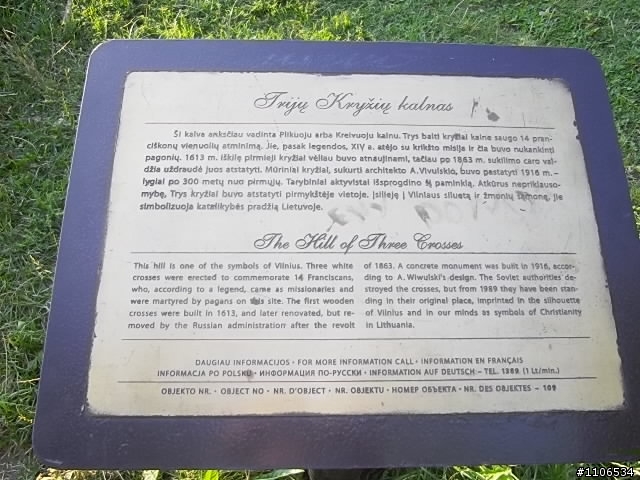 Trijų Kryžių kalnas
Ši kalva anksčiau vadinta Plikuoju arba Kreivuoju kalnu. Trys balti kryžiai kalne saugo 14 pran-
ciškonų vienuolių atminimą. Jie, pasak legendos, XIV a. atėjo su krikšto misija ir čia buvo nukankinti
pagonių. 1613 m. iškilę pirmieji kryžiai vėliau buvo atnaujinami, tačiau po 1863 m. sukilimo caro val-
džia uždraudė juos atstatyti. Mūriniai kryžiai, sukurti architekto A.Vivulskio, buvo pastatyti 1916 m. –
lygiai po 300 metų nuo pirmųjų. Tarybiniai aktyvistai išsprogdino šį paminklą. Atkūrus nepriklauso-
mybę, Trys kryžiai buvo atstatyti pirmykštėje vietoje. Įsilieję į Vilniaus siluetą ir žmonių sąmonę, jie
simbolizuoja katalikybės pradžią Lietuvoje.
The Hill of Three Crosses
This hill is one of the symbols of Vilnius. Three white
crosses were erected to commemorate 14 Franciscans,
who, according to a legend, came as missionaries and
were martyred by pagans on this site. The first wooden
crosses were built in 1613, and later renovated, but re-
moved by the Russian administration after the revolt
of 1863. A concrete monument was built in 1916, accor-
ding to A. Wiwulski's design. The Soviet authorities de-
stroyed the crosses, but from 1989 they have been stan-
ding in their original place, imprinted in the silhouette
of Vilnius and in our minds as symbols of Christianity
in Lithuania.
DAUGIAU INFORMACIJOS • FOR MORE INFORMATION CALL • INFORMATION EN FRANÇAIS
INFORMACJA PO POLSKU • ИНФОРМАЦИЯ ПО-РУССКИ • INFORMATION AUF DEUTSCH – TEL. 1389 (1 Lt/min.)
OBJEKTO NR. • OBJECT NO • NR. D'OBJECT • NR. OBJEKTU • НОМЕР ОБЪЕКТА • NR. DES OBJEKTES – 109
#1106534